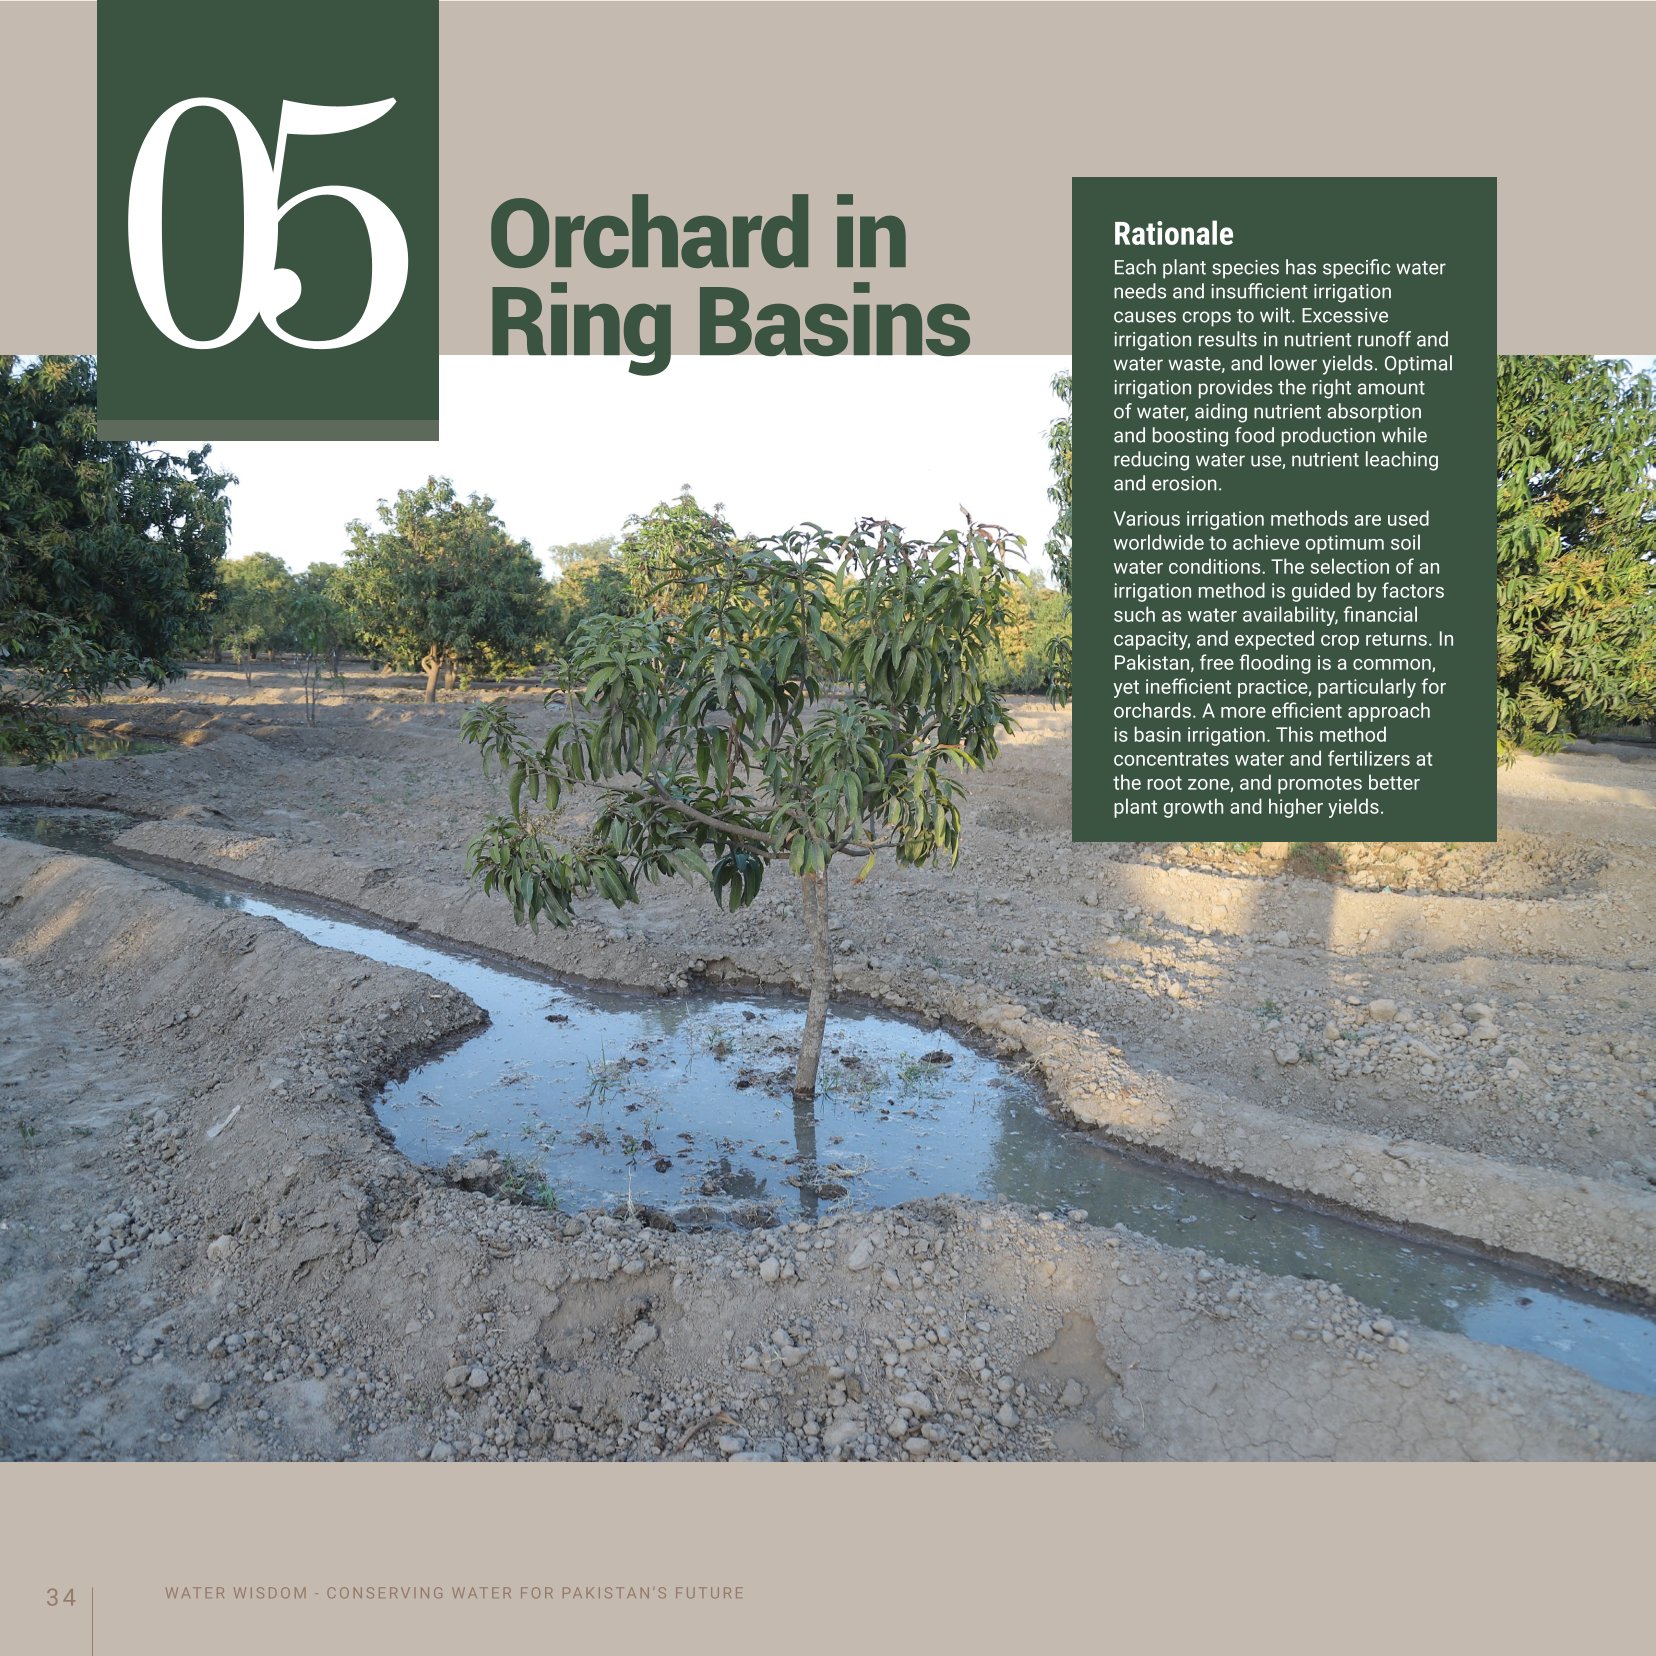 05
Orchard in
Ring Basins
Rationale
Each plant species has specific water
needs and insufficient irrigation
causes crops to wilt. Excessive
irrigation results in nutrient runoff and
water waste, and lower yields. Optimal
irrigation provides the right amount
of water, aiding nutrient absorption
and boosting food production while
reducing water use, nutrient leaching
and erosion.
Various irrigation methods are used
worldwide to achieve optimum soil
water conditions. The selection of an
irrigation method is guided by factors
such as water availability, financial
capacity, and expected crop returns. In
Pakistan, free flooding is a common,
yet inefficient practice, particularly for
orchards. A more efficient approach
is basin irrigation. This method
concentrates water and fertilizers at
the root zone, and promotes better
plant growth and higher yields.
34
WATER WISDOM - CONSERVING WATER FOR PAKISTAN'S FUTURE